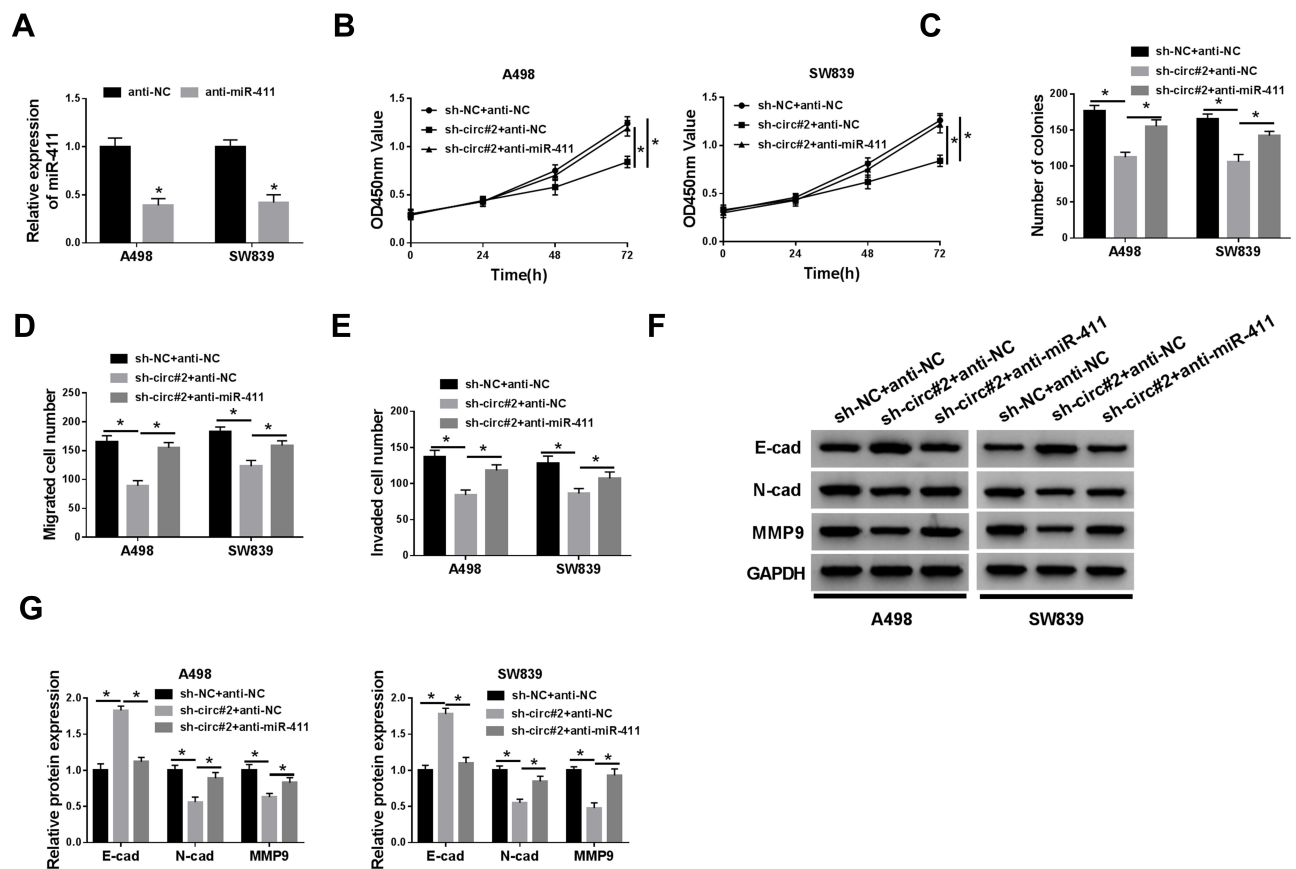 A
anti-NC anti-miR-411
Relative expression
of miR-411
1.5
1.0
0.5
0.0
*
*
A498 SW839
B
A498
sh-NC+anti-NC
sh-circ#2+anti-NC
sh-circ#2+anti-miR-411
OD450nm Value
1.5
1.0
0.5
0.0
* *
0 24 48 72
Time(h)
SW839
sh-NC+anti-NC
sh-circ#2+anti-NC
sh-circ#2+anti-miR-411
OD450nm Value
1.5
1.0
0.5
0.0
* *
0 24 48 72
Time(h)
C
sh-NC+anti-NC
sh-circ#2+anti-NC
sh-circ#2+anti-miR-411
Number of colonies
200
150
100
50
0
* * * *
A498 SW839
D
sh-NC+anti-NC
sh-circ#2+anti-NC
sh-circ#2+anti-miR-411
Migrated cell number
250
200
150
100
50
0
* * * *
A498 SW839
E
sh-NC+anti-NC
sh-circ#2+anti-NC
sh-circ#2+anti-miR-411
Invaded cell number
200
150
100
50
0
* * * *
A498 SW839
F
sh-NC+anti-NC
sh-circ#2+anti-NC
sh-circ#2+anti-miR-411
sh-NC+anti-NC
sh-circ#2+anti-NC
sh-circ#2+anti-miR-411
E-cad
N-cad
MMP9
GAPDH
A498 SW839
G
A498
sh-NC+anti-NC
sh-circ#2+anti-NC
sh-circ#2+anti-miR-411
Relative protein expression
2.0
1.5
1.0
0.5
0.0
* * * * * *
E-cad N-cad MMP9
SW839
sh-NC+anti-NC
sh-circ#2+anti-NC
sh-circ#2+anti-miR-411
Relative protein expression
2.0
1.5
1.0
0.5
0.0
* * * * * *
E-cad N-cad MMP9